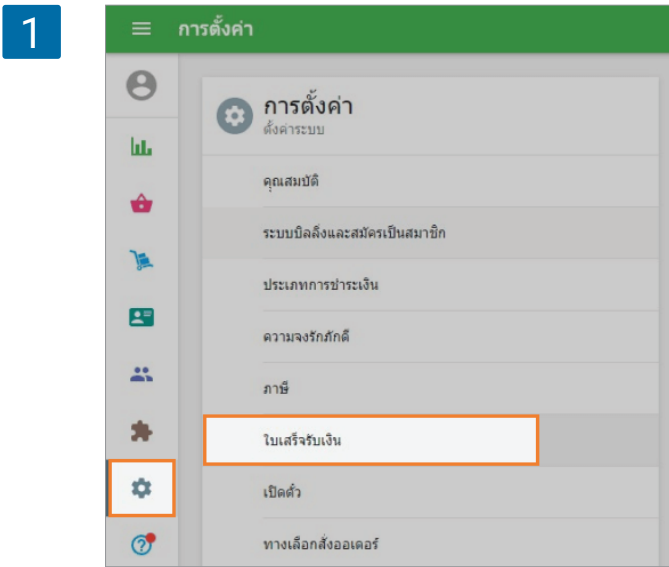 1
การตั้งค่า
การตั้งค่า
ตั้งค่าระบบ
คุณสมบัติ
ระบบบิลลิ่งและสมัครเป็นสมาชิก
ประเภทการชำระเงิน
ความจงรักภักดี
ภาษี
ใบเสร็จรับเงิน
เปิดตั๋ว
ทางเลือกสั่งออเดอร์